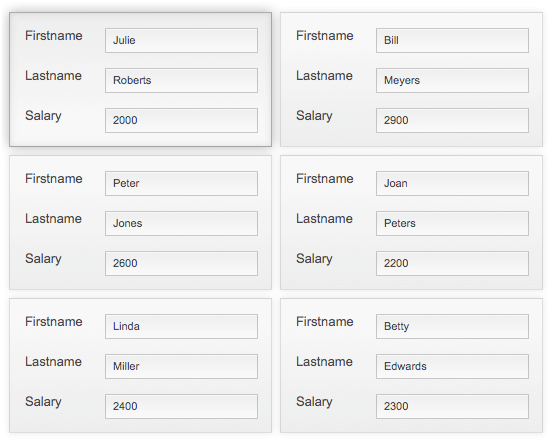 Firstname Julie
Lastname Roberts
Salary 2000
Firstname Bill
Lastname Meyers
Salary 2900
Firstname Peter
Lastname Jones
Salary 2600
Firstname Joan
Lastname Peters
Salary 2200
Firstname Linda
Lastname Miller
Salary 2400
Firstname Betty
Lastname Edwards
Salary 2300